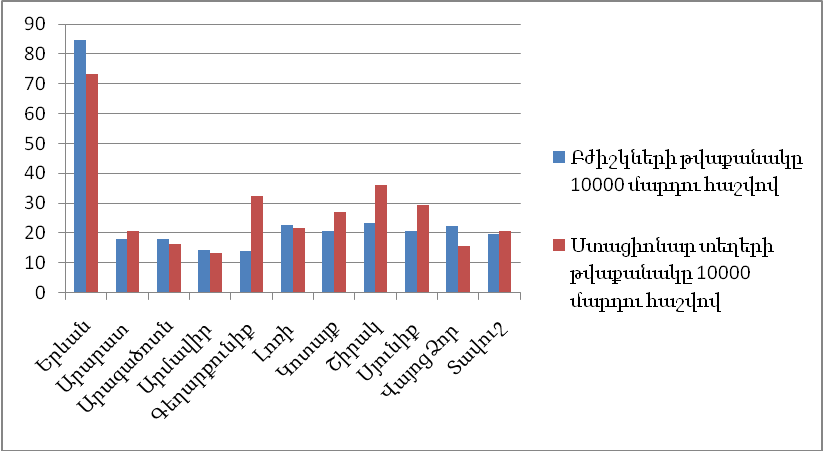 90
80
70
60
50
40
30
20
10
0
Երևան
Արարատ
Արագածոտն
Արմավիր
Գեղարքունիք
Լոռի
Կոտայք
Շիրակ
Սյունիք
Վայոց Ձոր
Տավուշ
Բժիշկների թվաքանակը
10000 մարդու հաշվով
Ստացիոնար տեղերի
թվաքանակը 10000
մարդու հաշվով